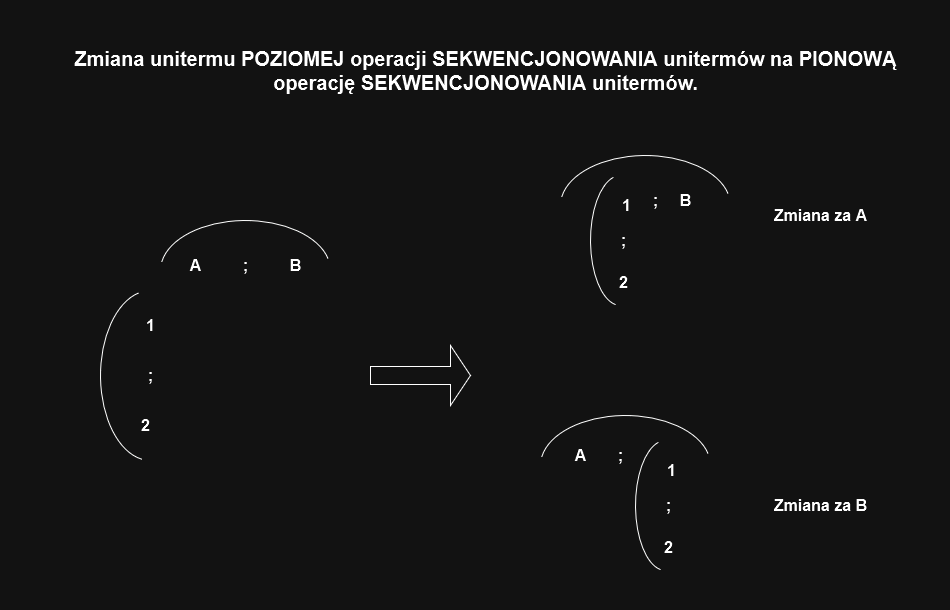 Zmiana unitermu POZIOMEJ operacji SEKWENCJONOWANIA unitermów na PIONOWĄ
operację SEKWENCJONOWANIA unitermów.
A ; B
1
;
2
1 ; B
;
2
Zmiana za A
A ;
1
;
2
Zmiana za B